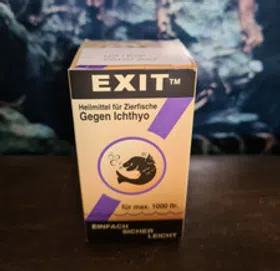 EXIT™
Heilmittel für Zierfische
Gegen Ichthyo
für max. 1000 ltr.
EINFACH
SICHER
LEICHT